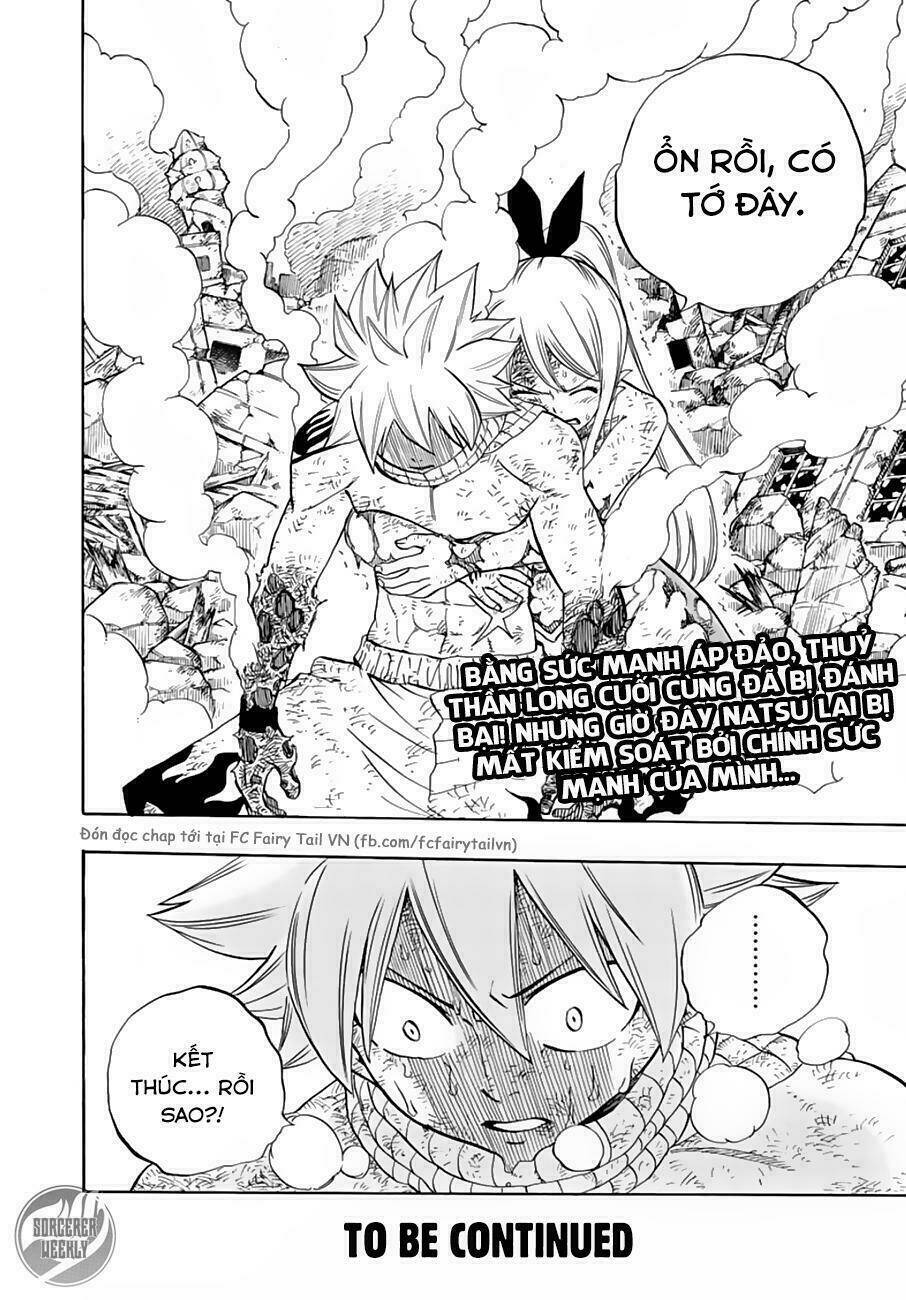 ỔN RỒI, CÓ
TỚ ĐÂY.
BẰNG SỨC MẠNH ÁP ĐẢO, THUỶ
THẦN LONG CUỐI CÙNG ĐÃ BỊ ĐÁNH
BẠI! NHƯNG GIỜ ĐÂY NATSU LẠI BỊ
MẤT KIỂM SOÁT BỞI CHÍNH SỨC
MẠNH CỦA MÌNH...
Đón đọc chap tới tại FC Fairy Tail VN (fb.com/fcfairytailvn)
.........
KẾT
THÚC... RỒI
SAO?!
SORCERER
WEEKLY
TO BE CONTINUED